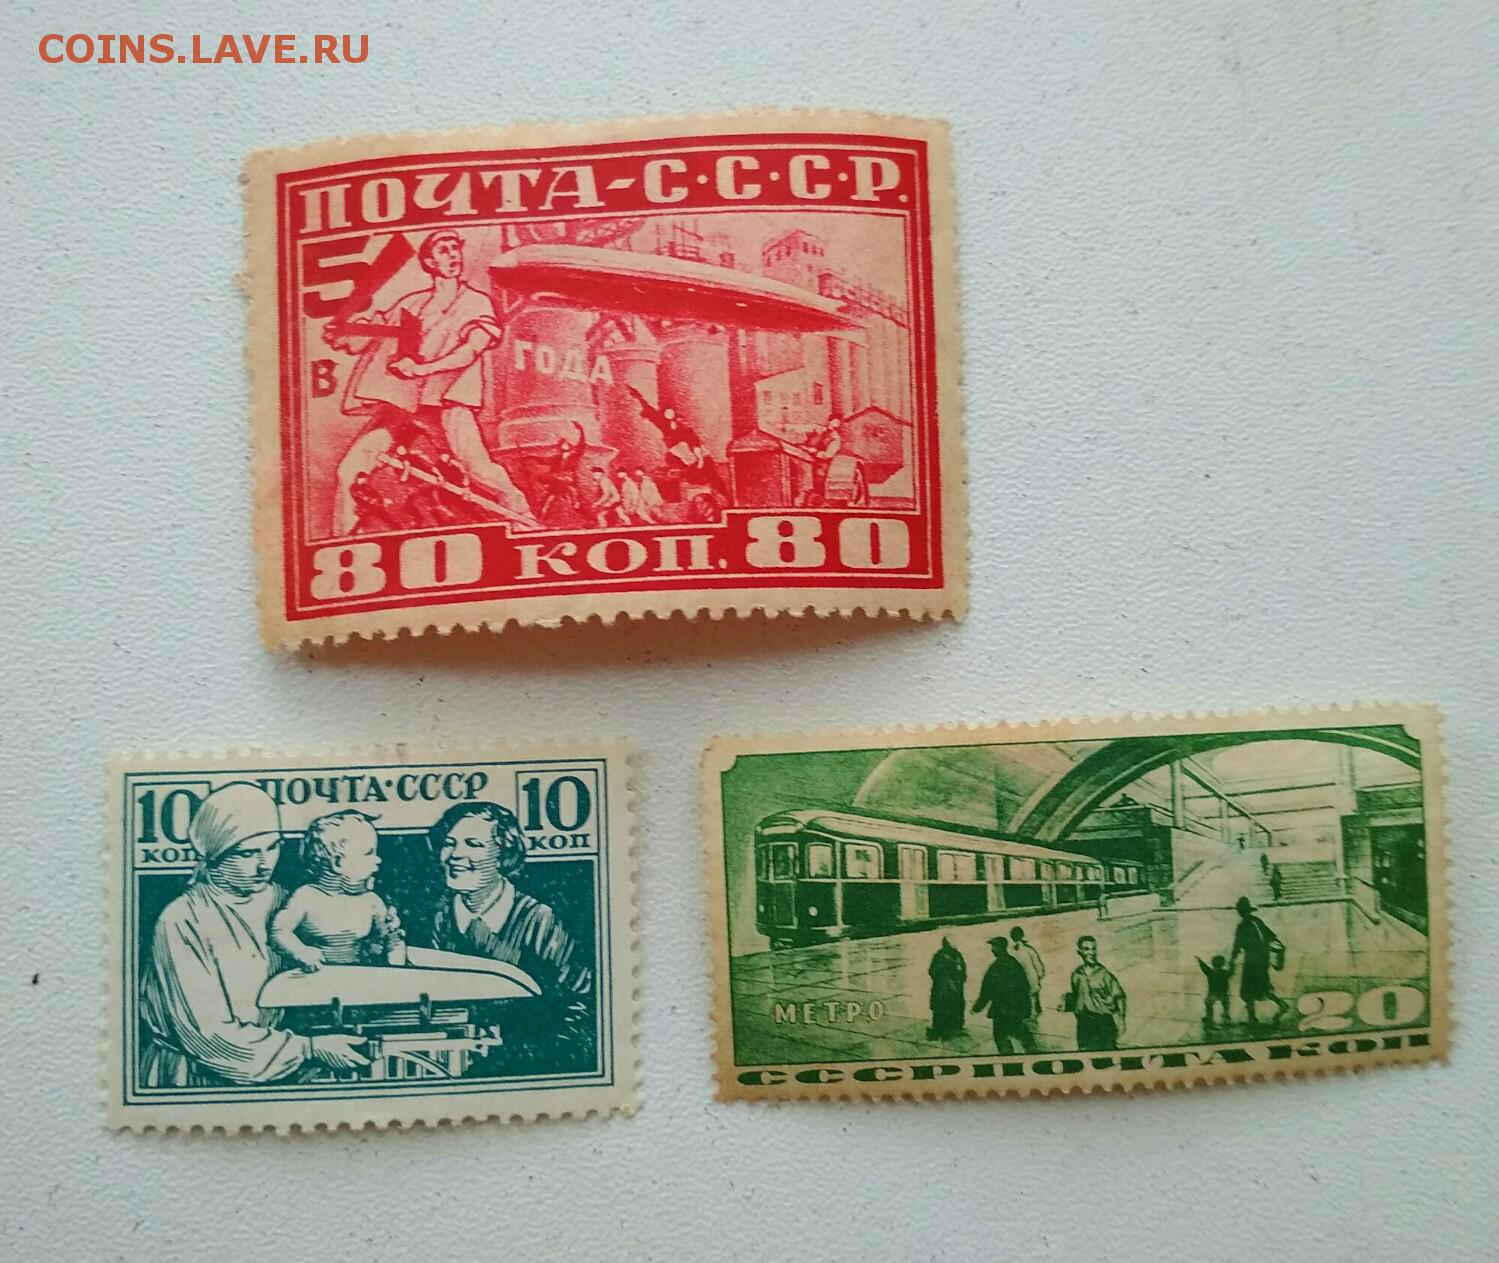 COINS.LAVE.RU
ПОЧТА-С·С·С·Р.
5
В
ГОДА
80 КОП. 80
10 ПОЧТА·СССР 10
КОП КОП
МЕТРО
20
СССР ПОЧТА КОП